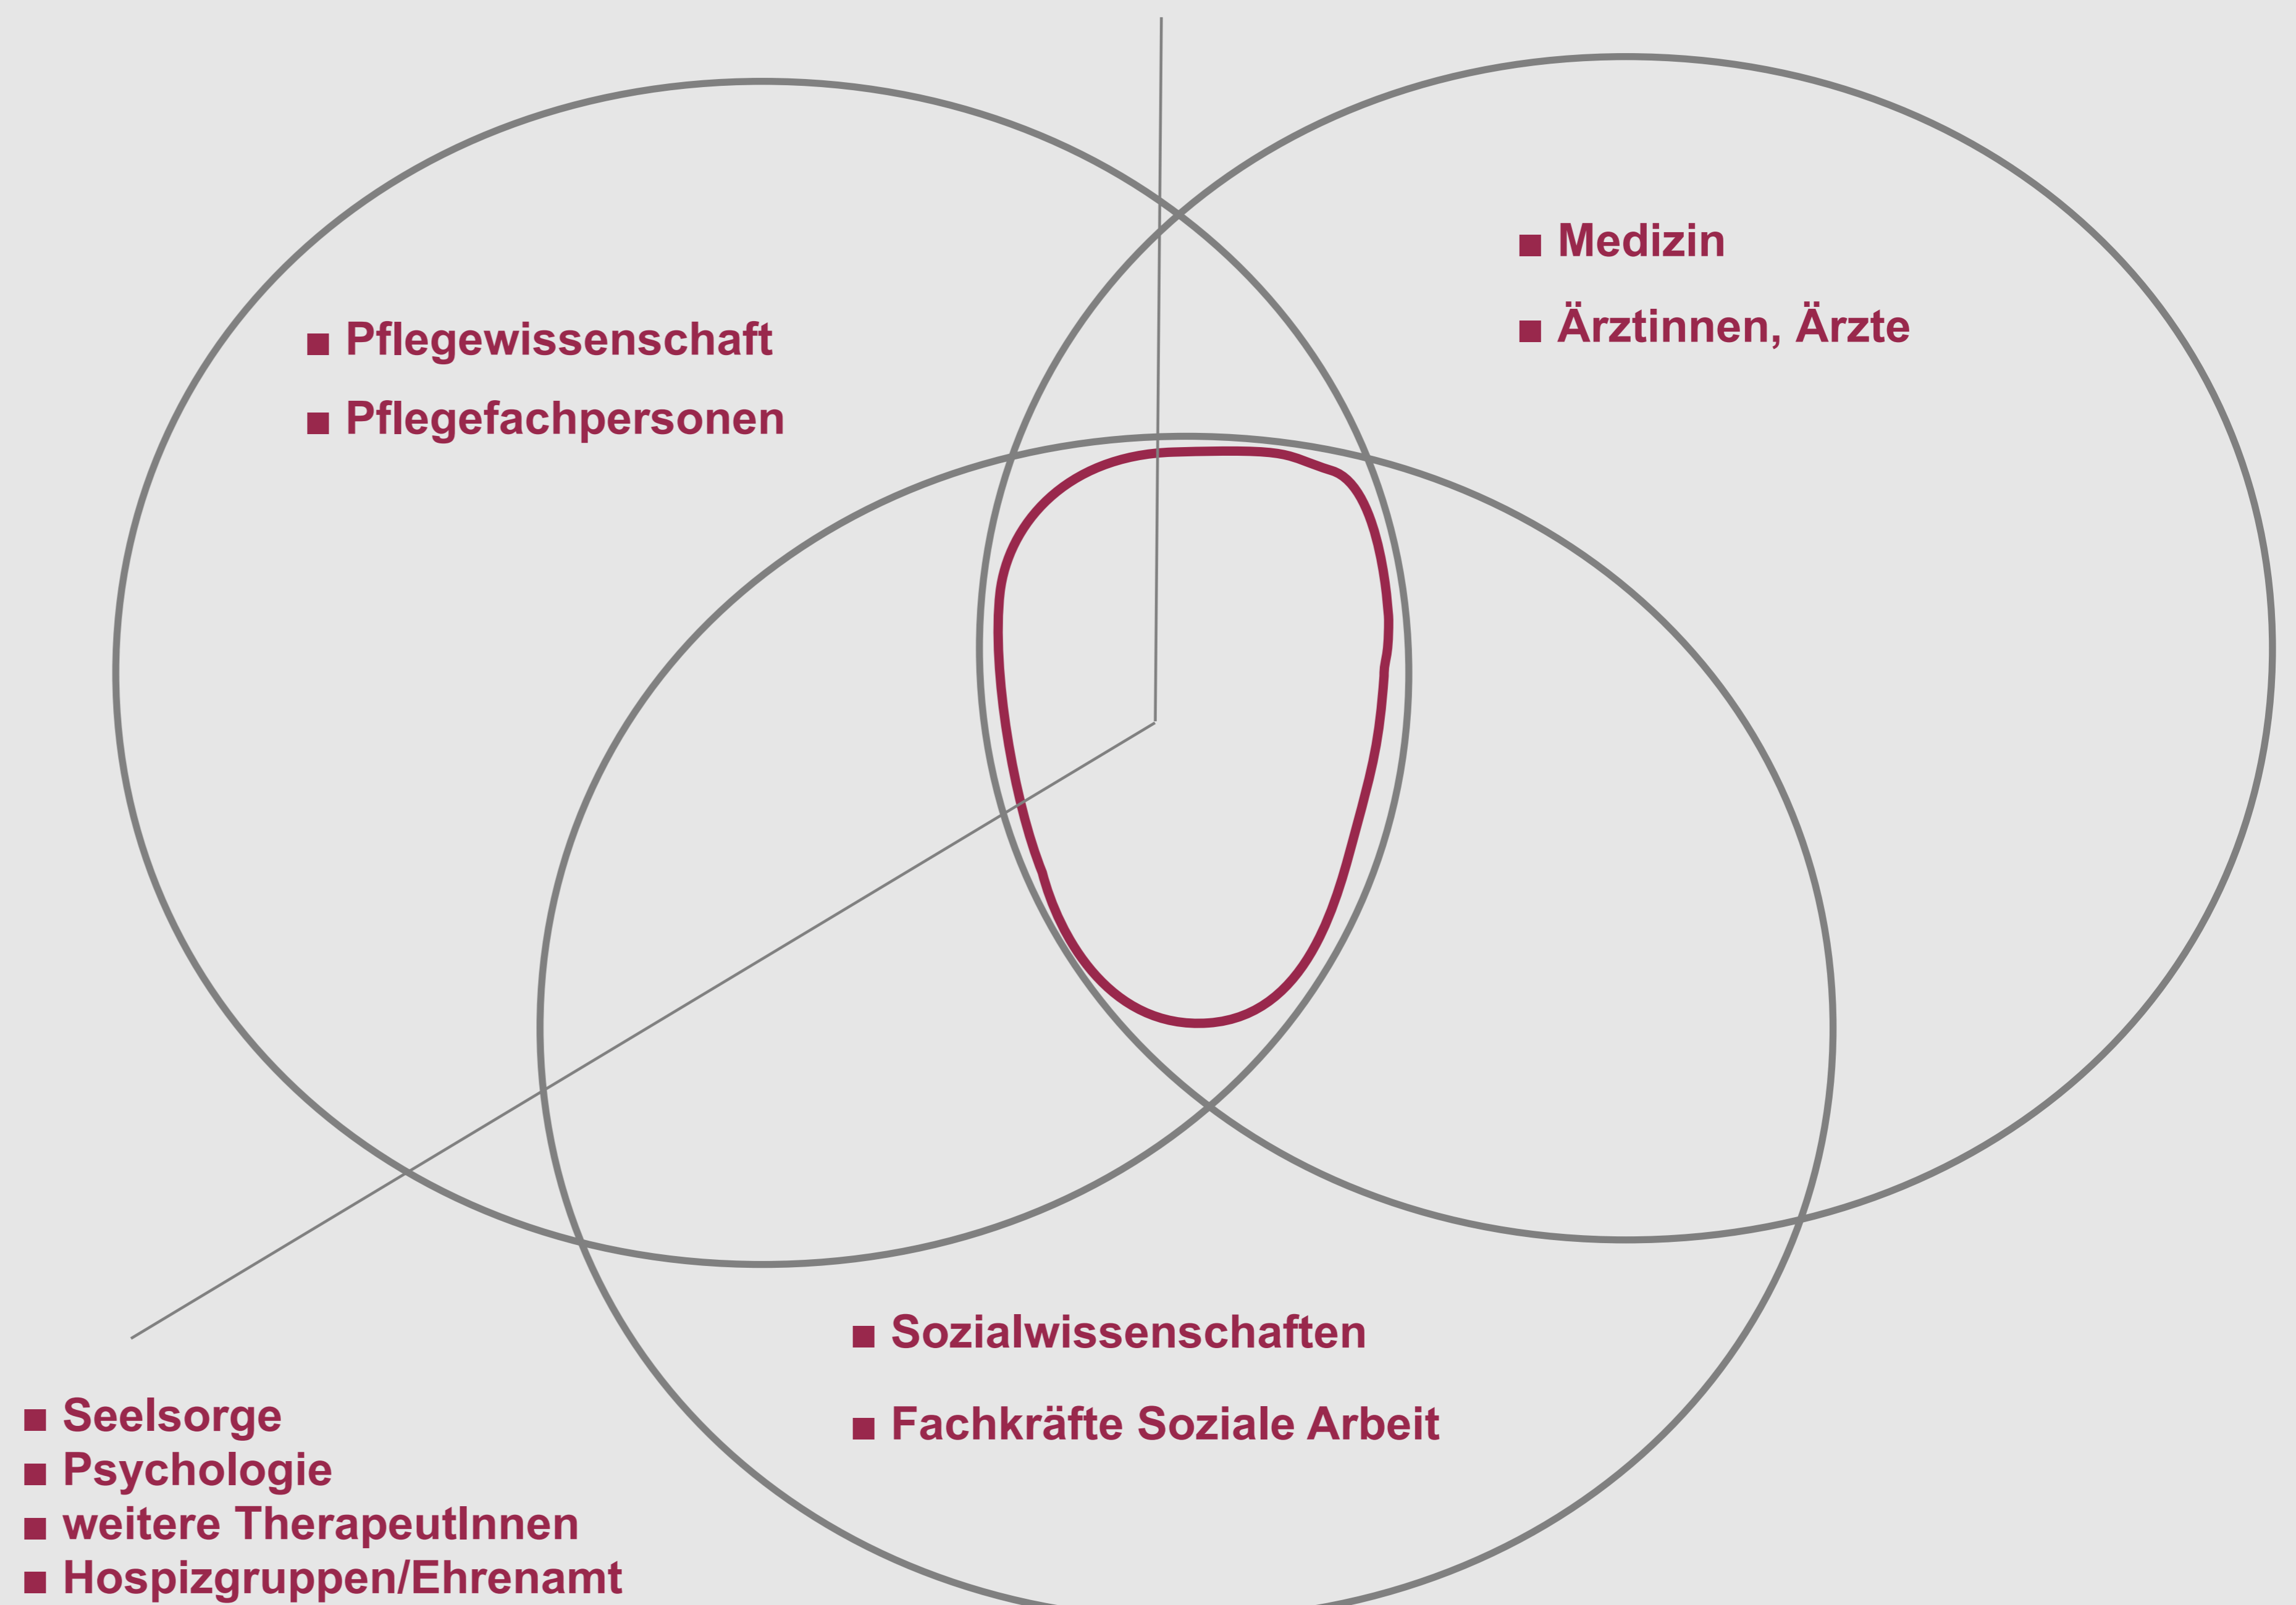 ■ Medizin
■ Ärztinnen, Ärzte
■ Pflegewissenschaft
■ Pflegefachpersonen
■ Sozialwissenschaften
■ Fachkräfte Soziale Arbeit
■ Seelsorge
■ Psychologie
■ weitere TherapeutInnen
■ Hospizgruppen/Ehrenamt